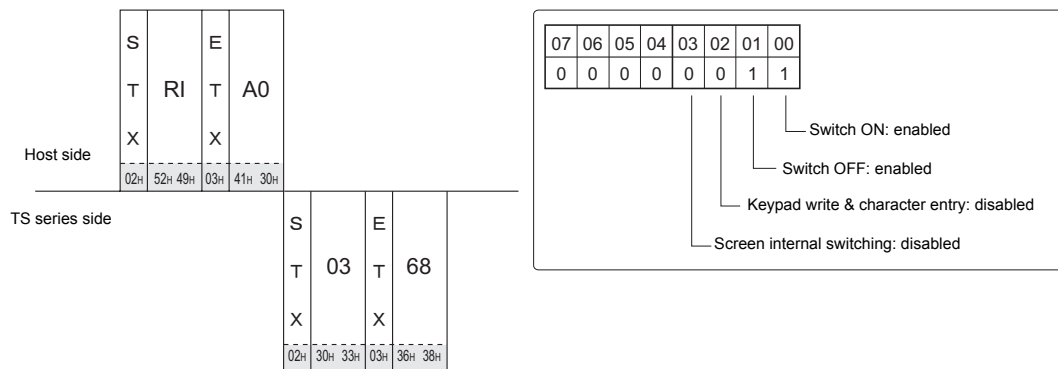 S T X
RI
E T X
A0
Host side
02H 52H 49H 03H 41H 30H
TS series side
S T X
03
E T X
68
02H 30H 33H 03H 36H 38H
07 06 05 04 03 02 01 00
0 0 0 0 0 0 1 1
Switch ON: enabled
Switch OFF: enabled
Keypad write & character entry: disabled
Screen internal switching: disabled